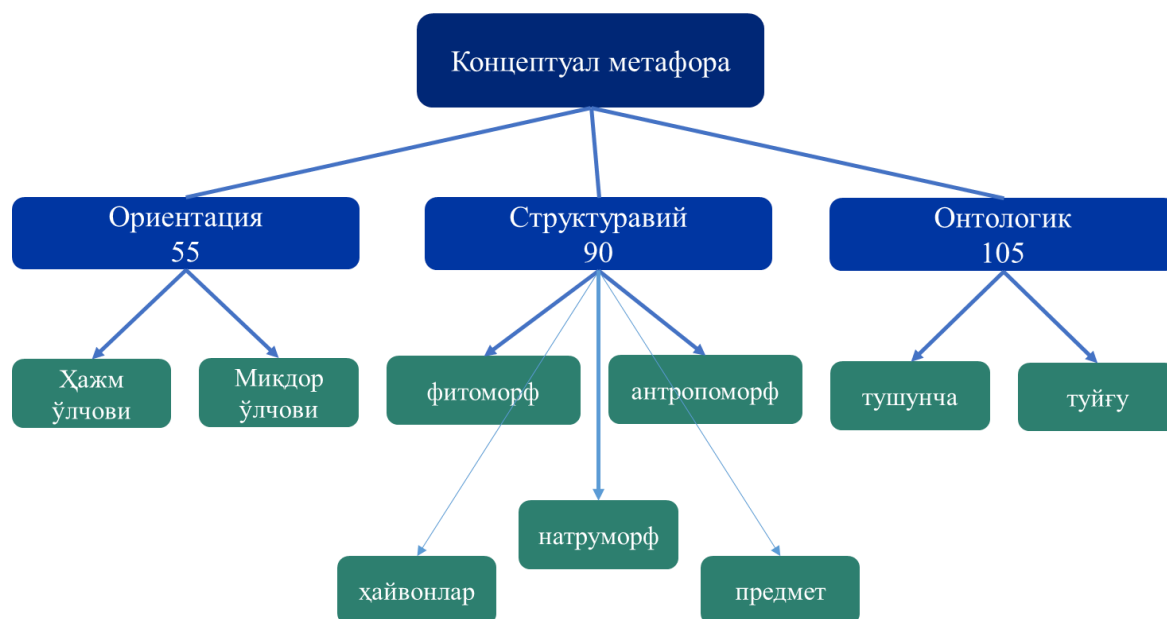 Концептуал метафора
Ориентация
55
Структуравий
90
Онтологик
105
Ҳажм
ўлчови
Миқдор
ўлчови
фитоморф
антропоморф
тушунча
туйғу
натруморф
ҳайвонлар
предмет